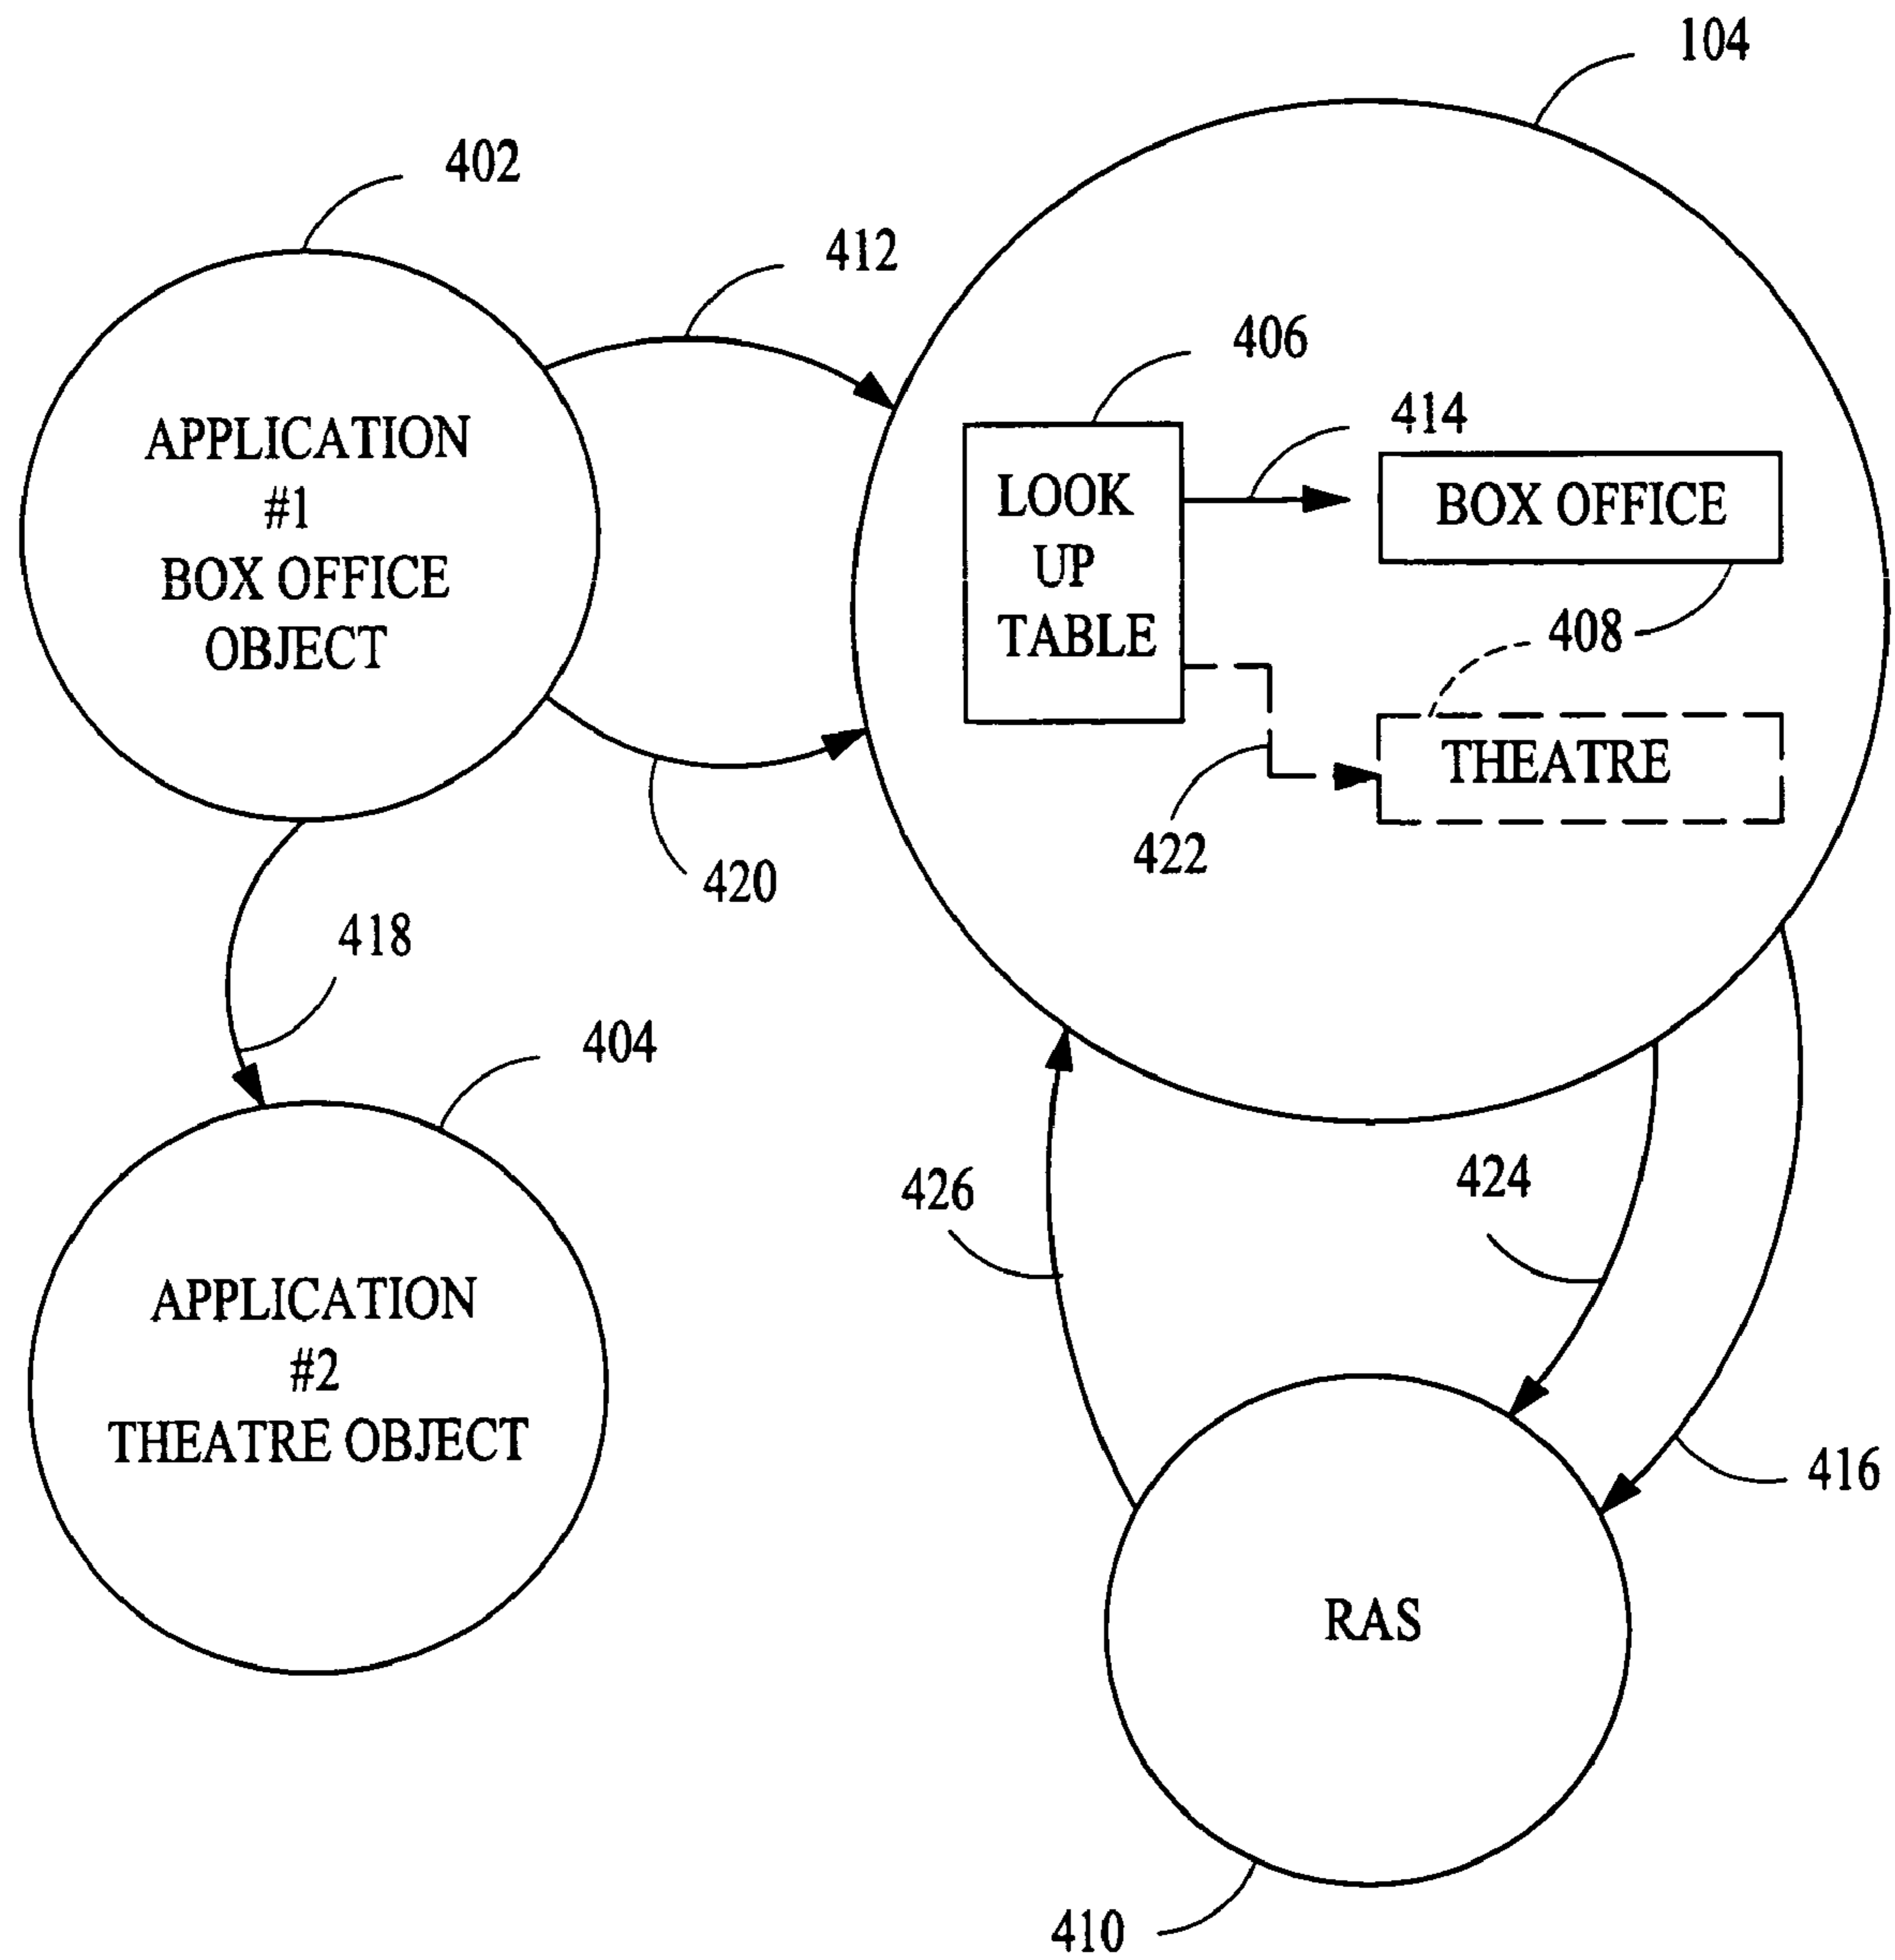 104
402
412
406
414
APPLICATION
#1
BOX OFFICE
OBJECT
LOOK
UP
TABLE
BOX OFFICE
408
THEATRE
422
420
418
404
426
424
APPLICATION
#2
THEATRE OBJECT
416
RAS
410